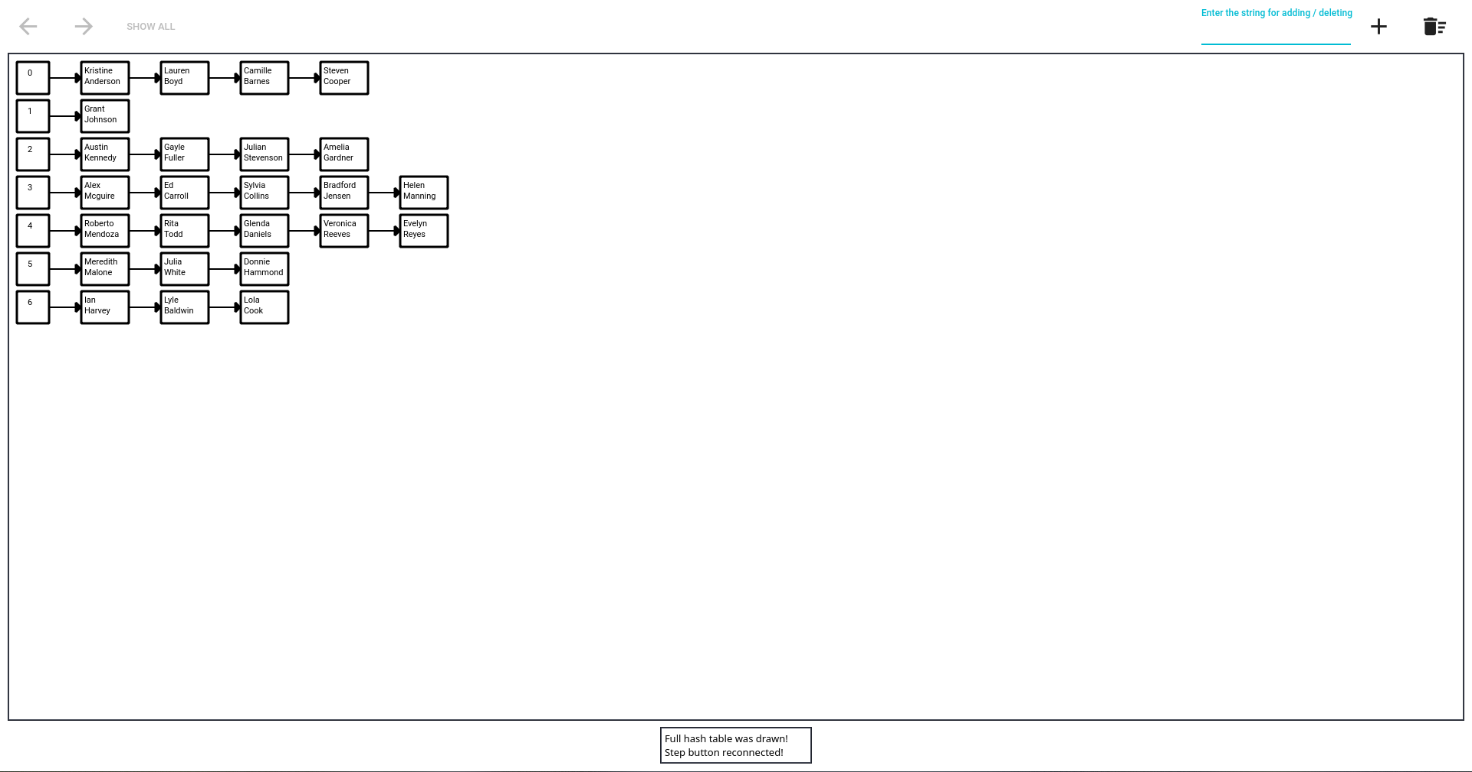 SHOW ALL
Enter the string for adding / deleting
0
Kristine
Anderson
Lauren
Boyd
Camille
Barnes
Steven
Cooper
1
Grant
Johnson
2
Austin
Kennedy
Gayle
Fuller
Julian
Stevenson
Amelia
Gardner
3
Alex
Mcguire
Ed
Carroll
Sylvia
Collins
Bradford
Jensen
Helen
Manning
4
Roberto
Mendoza
Rita
Todd
Glenda
Daniels
Veronica
Reeves
Evelyn
Reyes
5
Meredith
Malone
Julia
White
Donnie
Hammond
6
Ian
Harvey
Lyle
Baldwin
Lola
Cook
Full hash table was drawn!
Step button reconnected!